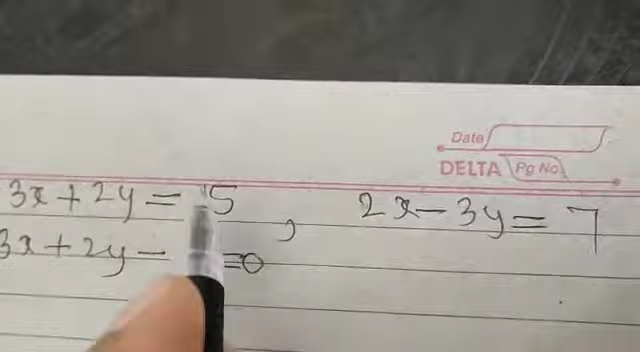 Date
DELTA Pg No
3x + 2y = 5 , 2x - 3y = 7
3x + 2y - = 0